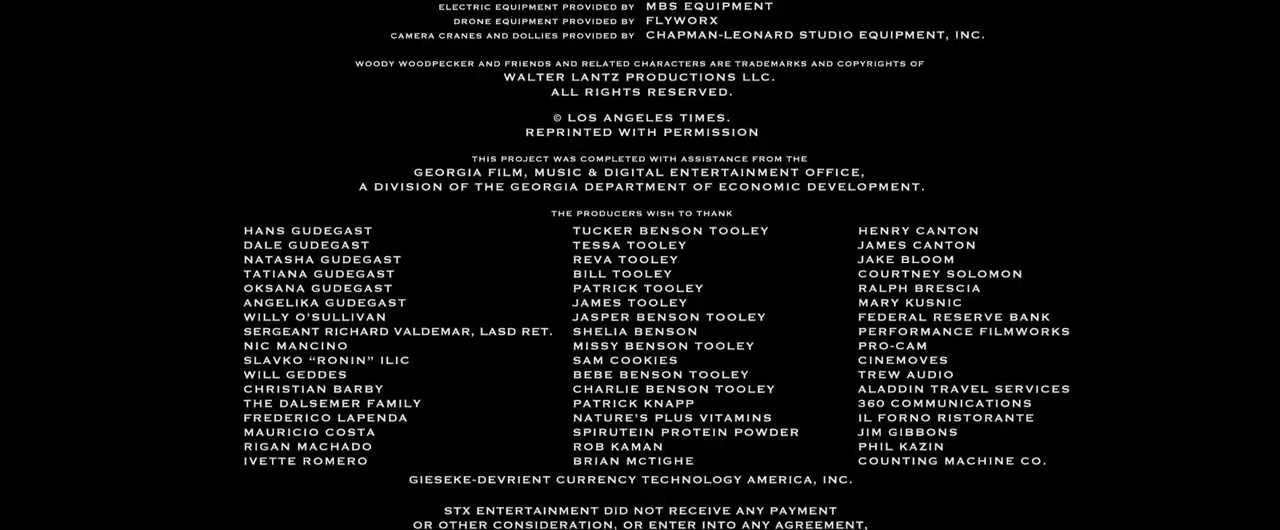 ELECTRIC EQUIPMENT PROVIDED BY MBS EQUIPMENT
DRONE EQUIPMENT PROVIDED BY FLYWORX
CAMERA CRANES AND DOLLIES PROVIDED BY CHAPMAN-LEONARD STUDIO EQUIPMENT, INC.
WOODY WOODPECKER AND FRIENDS AND RELATED CHARACTERS ARE TRADEMARKS AND COPYRIGHTS OF
WALTER LANTZ PRODUCTIONS LLC.
ALL RIGHTS RESERVED.
© LOS ANGELES TIMES.
REPRINTED WITH PERMISSION
THIS PROJECT WAS COMPLETED WITH ASSISTANCE FROM THE
GEORGIA FILM, MUSIC & DIGITAL ENTERTAINMENT OFFICE,
A DIVISION OF THE GEORGIA DEPARTMENT OF ECONOMIC DEVELOPMENT.
THE PRODUCERS WISH TO THANK
HANS GUDEGAST TUCKER BENSON TOOLEY HENRY CANTON
DALE GUDEGAST TESSA TOOLEY JAMES CANTON
NATASHA GUDEGAST REVA TOOLEY JAKE BLOOM
TATIANA GUDEGAST BILL TOOLEY COURTNEY SOLOMON
OKSANA GUDEGAST PATRICK TOOLEY RALPH BRESCIA
ANGELIKA GUDEGAST JAMES TOOLEY MARY KUSNIC
WILLY O'SULLIVAN JASPER BENSON TOOLEY FEDERAL RESERVE BANK
SERGEANT RICHARD VALDEMAR, LASD RET. SHELIA BENSON PERFORMANCE FILMWORKS
NIC MANCINO MISSY BENSON TOOLEY PRO-CAM
SLAVKO “RONIN” ILIC SAM COOKIES CINEMOVES
WILL GEDDES BEBE BENSON TOOLEY TREW AUDIO
CHRISTIAN BARBY CHARLIE BENSON TOOLEY ALADDIN TRAVEL SERVICES
THE DALSEMER FAMILY PATRICK KNAPP 360 COMMUNICATIONS
FREDERICO LAPENDA NATURE'S PLUS VITAMINS IL FORNO RISTORANTE
MAURICIO COSTA SPIRUTEIN PROTEIN POWDER JIM GIBBONS
RIGAN MACHADO ROB KAMAN PHIL KAZIN
IVETTE ROMERO BRIAN MCTIGHE COUNTING MACHINE CO.
GIESEKE-DEVRIENT CURRENCY TECHNOLOGY AMERICA, INC.
STX ENTERTAINMENT DID NOT RECEIVE ANY PAYMENT
OR OTHER CONSIDERATION, OR ENTER INTO ANY AGREEMENT,